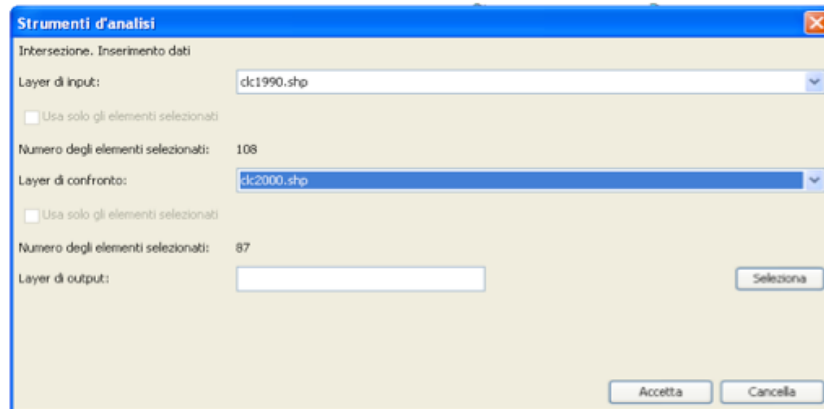 Strumenti d'analisi
Intersezione. Inserimento dati
Layer di input: clc1990.shp
Usa solo gli elementi selezionati
Numero degli elementi selezionati: 108
Layer di confronto: clc2000.shp
Usa solo gli elementi selezionati
Numero degli elementi selezionati: 87
Layer di output: Seleziona
Accetta Cancella